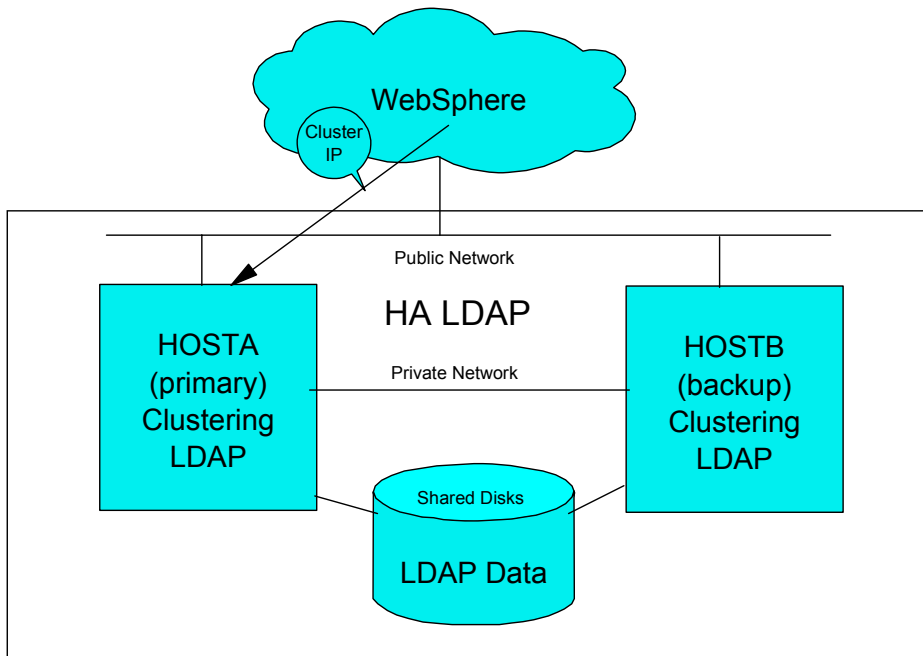 WebSphere
Cluster
IP
Public Network
HA LDAP
HOSTA
(primary)
Clustering
LDAP
Private Network
HOSTB
(backup)
Clustering
LDAP
Shared Disks
LDAP Data